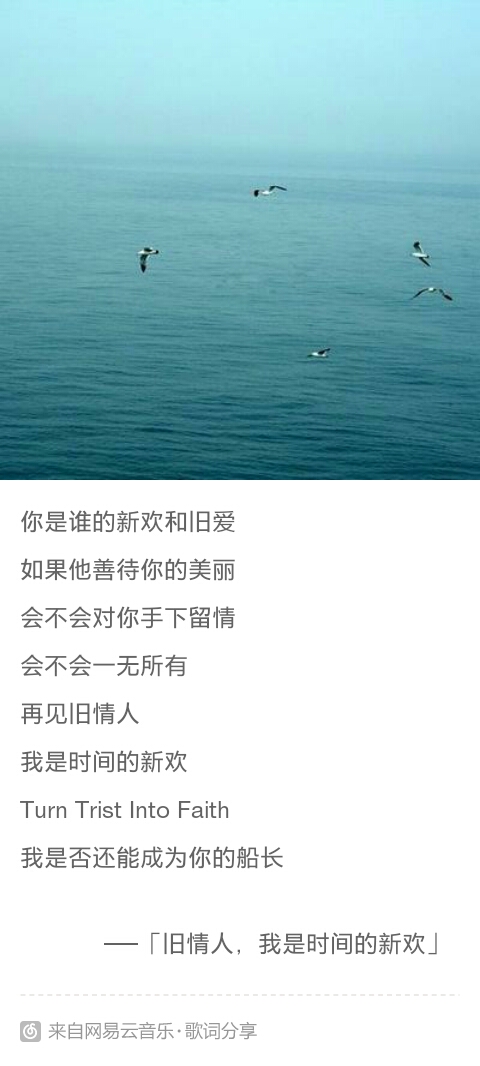 你是谁的新欢和旧爱
如果他善待你的美丽
会不会对你手下留情
会不会一无所有
再见旧情人
我是时间的新欢
Turn Trist Into Faith
我是否还能成为你的船长
——「旧情人，我是时间的新欢」
来自网易云音乐·歌词分享